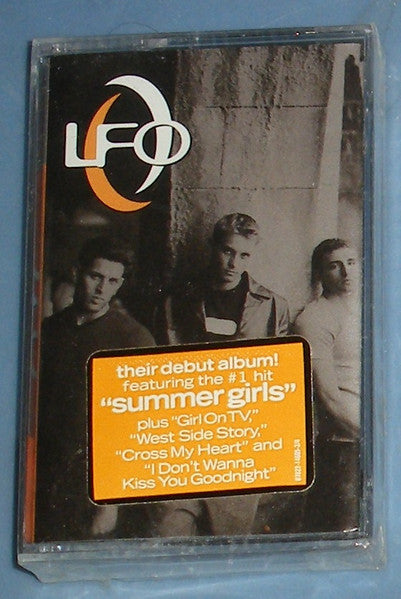 LFO
their debut album!
featuring the #1 hit
"summer girls"
plus "Girl On TV,"
"West Side Story,"
"Cross My Heart" and
"I Don't Wanna
Kiss You Goodnight"